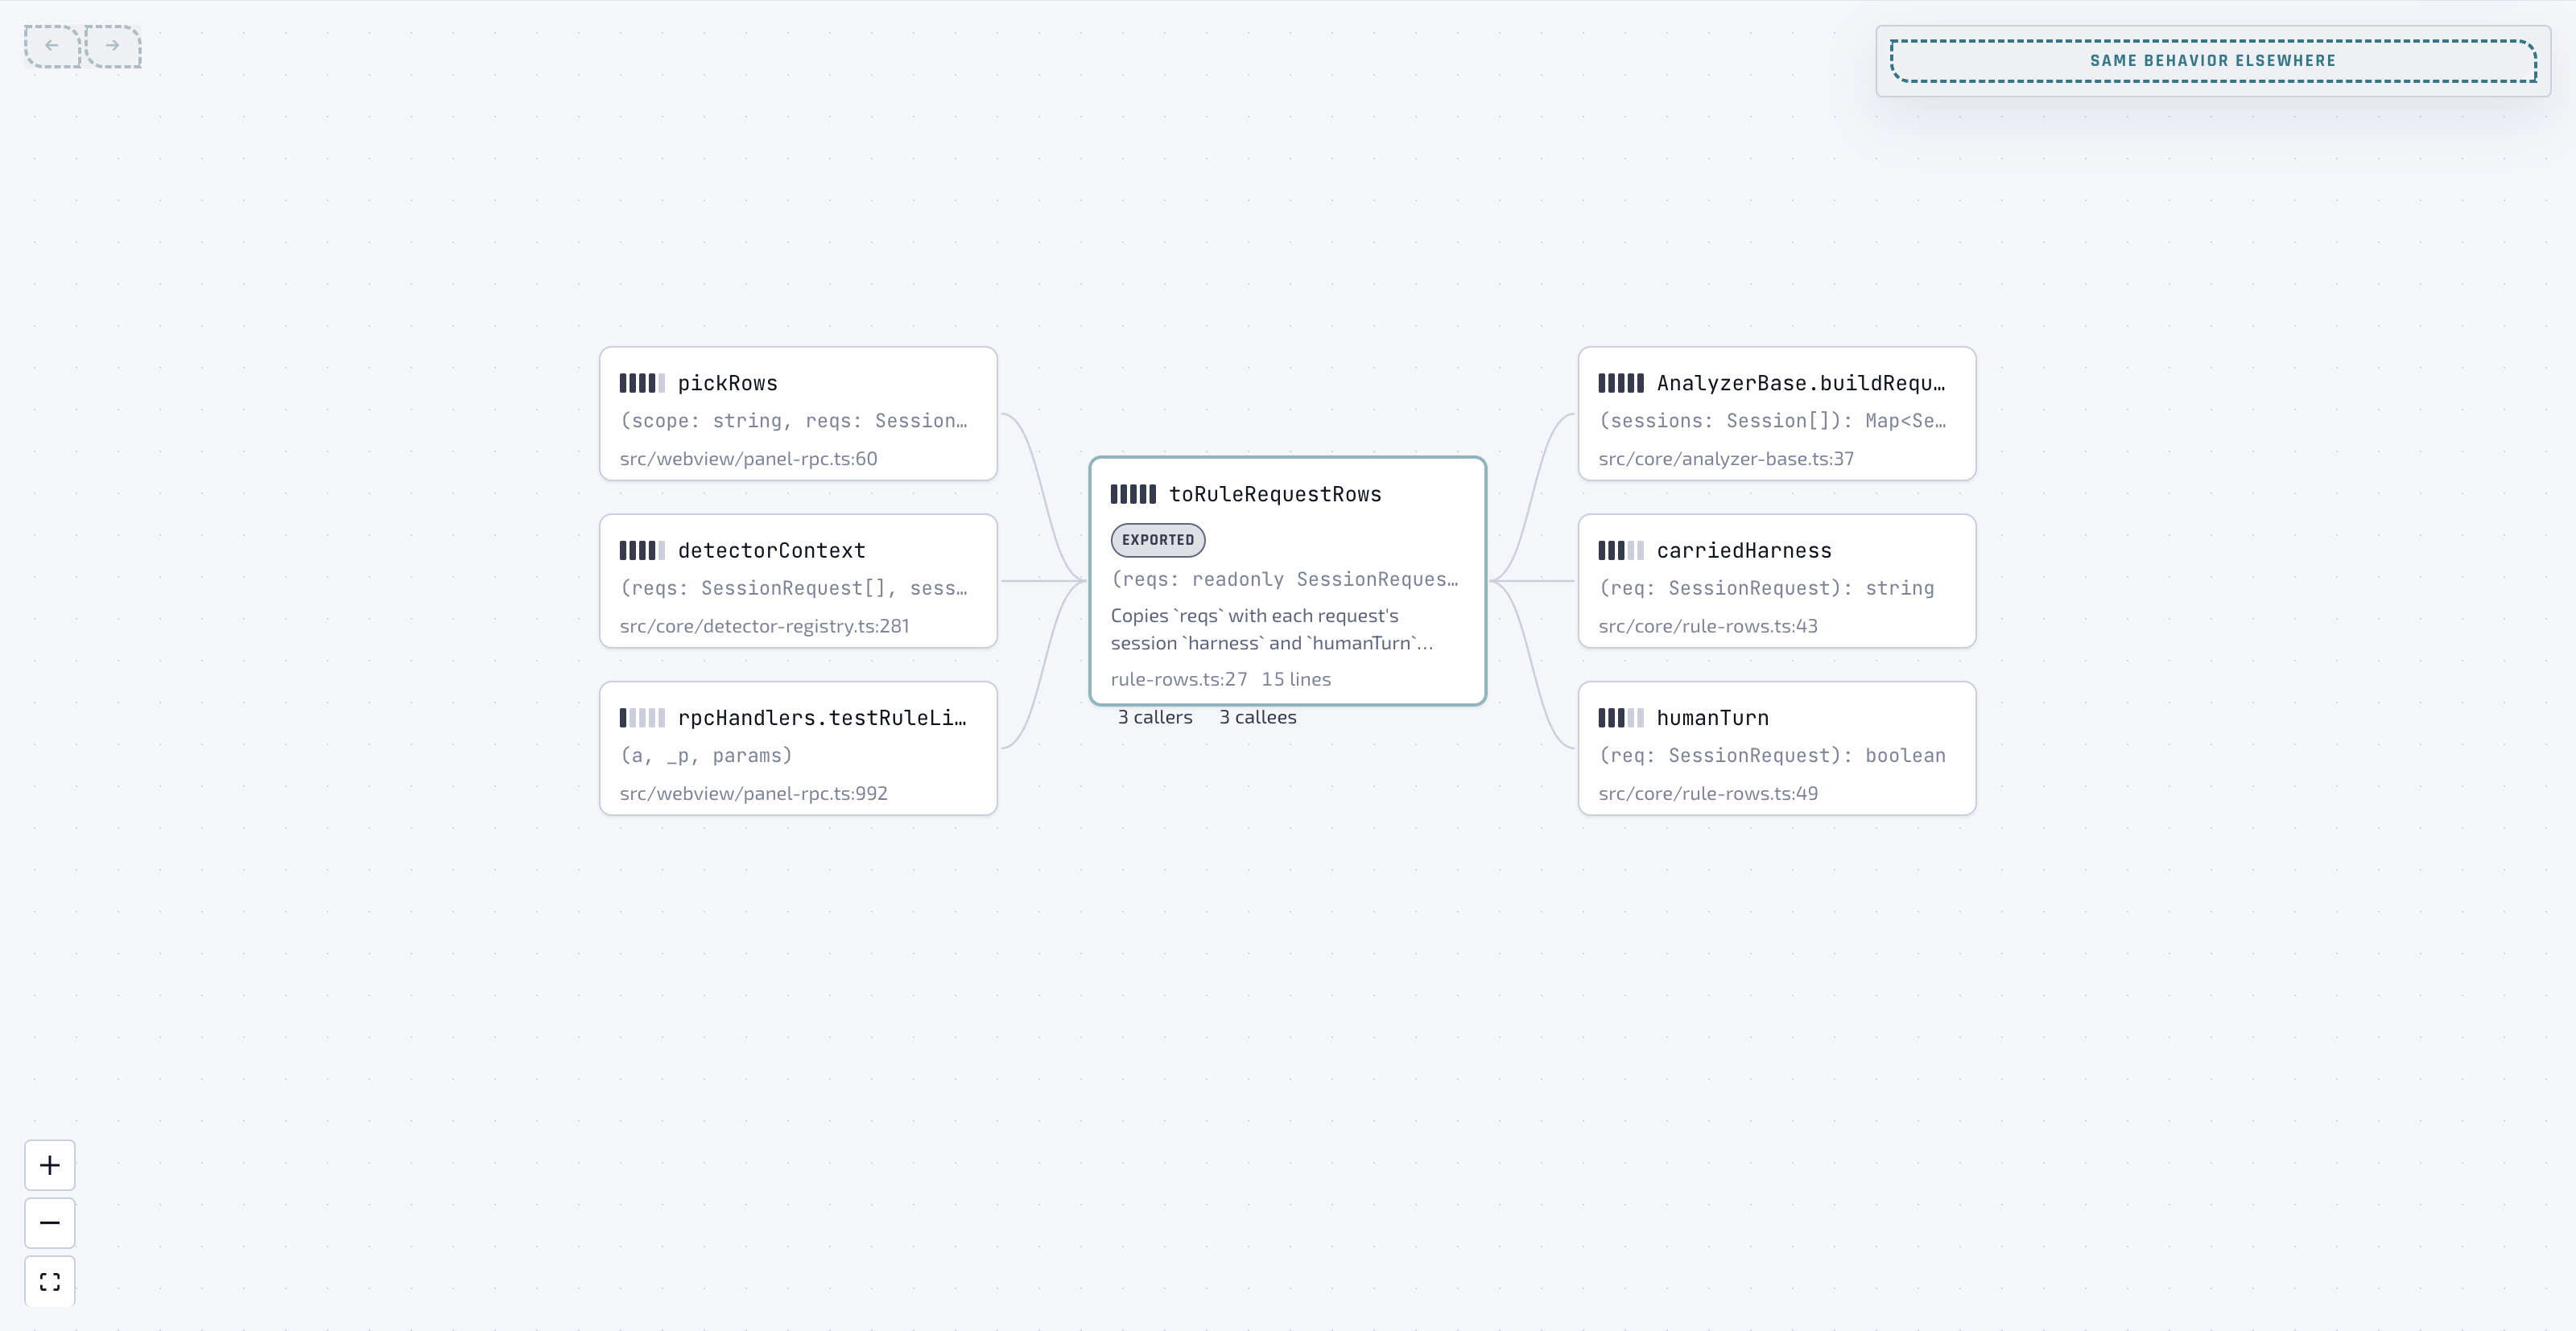 ← →
SAME BEHAVIOR ELSEWHERE
pickRows
(scope: string, reqs: Session…
src/webview/panel-rpc.ts:60
detectorContext
(reqs: SessionRequest[], sess…
src/core/detector-registry.ts:281
rpcHandlers.testRuleLi…
(a, _p, params)
src/webview/panel-rpc.ts:992
toRuleRequestRows
EXPORTED
(reqs: readonly SessionReques…
Copies `reqs` with each request's
session `harness` and `humanTurn`…
rule-rows.ts:27 15 lines
3 callers 3 callees
AnalyzerBase.buildRequ…
(sessions: Session[]): Map<Se…
src/core/analyzer-base.ts:37
carriedHarness
(req: SessionRequest): string
src/core/rule-rows.ts:43
humanTurn
(req: SessionRequest): boolean
src/core/rule-rows.ts:49